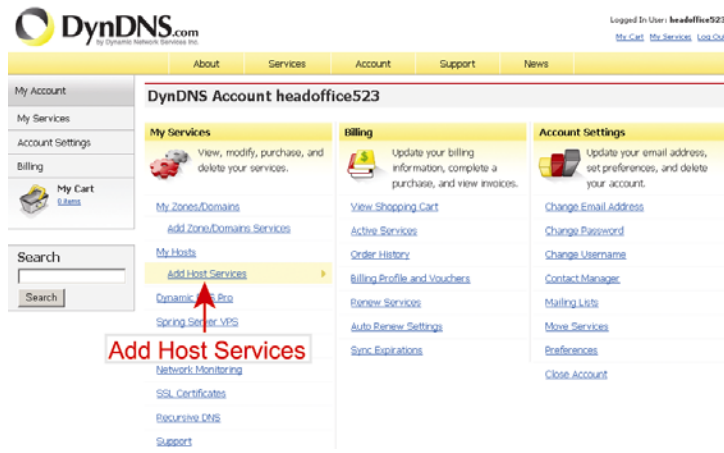 DynDNS.com
by Dynamic Network Services Inc.
Logged In User: headoffice523
My Cart My Services Log Out
About Services Account Support News
My Account
My Services
Account Settings
Billing
My Cart
0 items
Search
Search
DynDNS Account headoffice523
My Services
View, modify, purchase, and
delete your services.
My Zones/Domains
Add Zone/Domains Services
My Hosts
Add Host Services
Dynamic DNS Pro
Spring Server VPS
Add Host Services
Network Monitoring
SSL Certificates
Recursive DNS
Support
Billing
Update your billing
information, complete a
purchase, and view invoices.
View Shopping Cart
Active Services
Order History
Billing Profile and Vouchers
Renew Services
Auto Renew Settings
Sync Expirations
Account Settings
Update your email address,
set preferences, and delete
your account.
Change Email Address
Change Password
Change Username
Contact Manager
Mailing Lists
Move Services
Preferences
Close Account